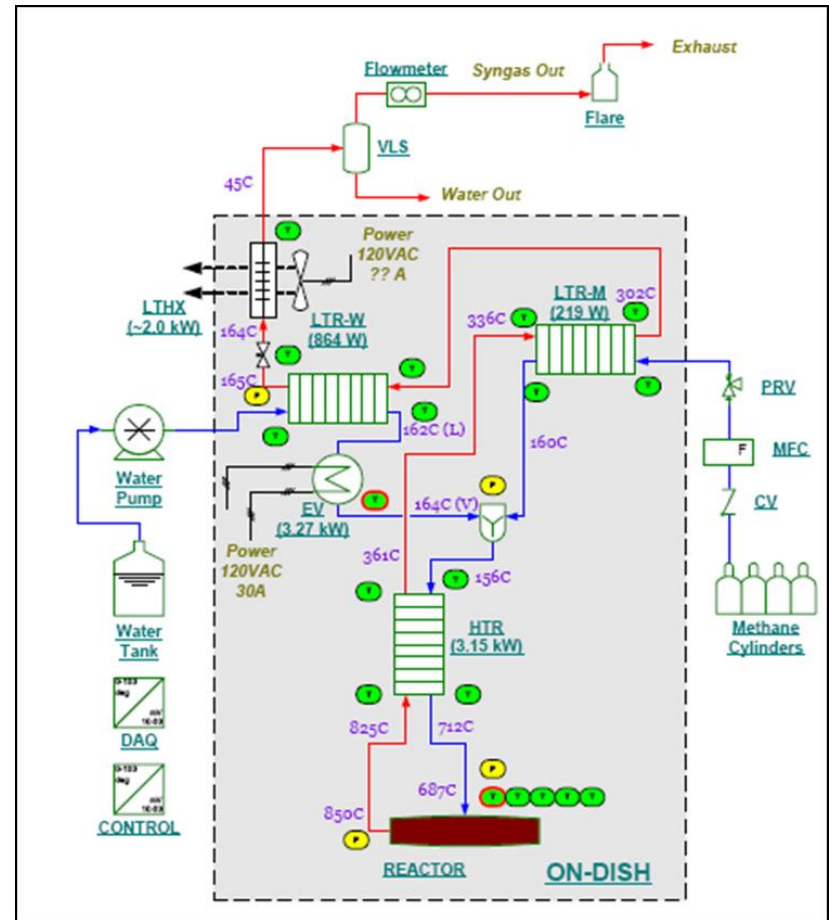 Exhaust
Flowmeter
Syngas Out
Flare
VLS
45C
Water Out
Power
120VAC
?? A
LTHX
(~2.0 kW)
LTR-W
(864 W)
LTR-M
(219 W)
302C
336C
T
T
T
164C
T
165C
P
T
T
T
T
T
PRV
162C (L)
160C
Water
Pump
MFC
F
EV
(3.27 kW)
T
164C (V)
P
CV
Power
120VAC
30A
361C
156C
T
T
Water
Tank
HTR
(3.15 kW)
Methane
Cylinders
T
T
825C
712C
DAQ
P
687C
T
T
T
T
T
850C
P
CONTROL
REACTOR
ON-DISH